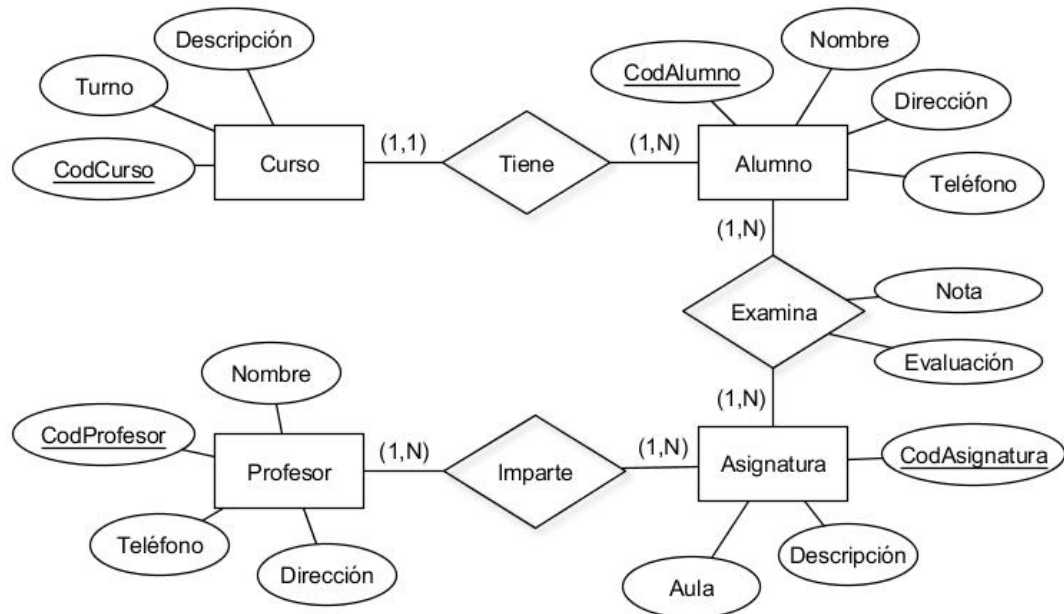 Descripción
Turno
CodCurso
Curso
(1,1)
Tiene
(1,N)
CodAlumno
Nombre
Dirección
Teléfono
Alumno
(1,N)
Examina
Nota
Evaluación
(1,N)
Nombre
CodProfesor
Profesor
Teléfono
Dirección
(1,N)
Imparte
(1,N)
Asignatura
CodAsignatura
Descripción
Aula